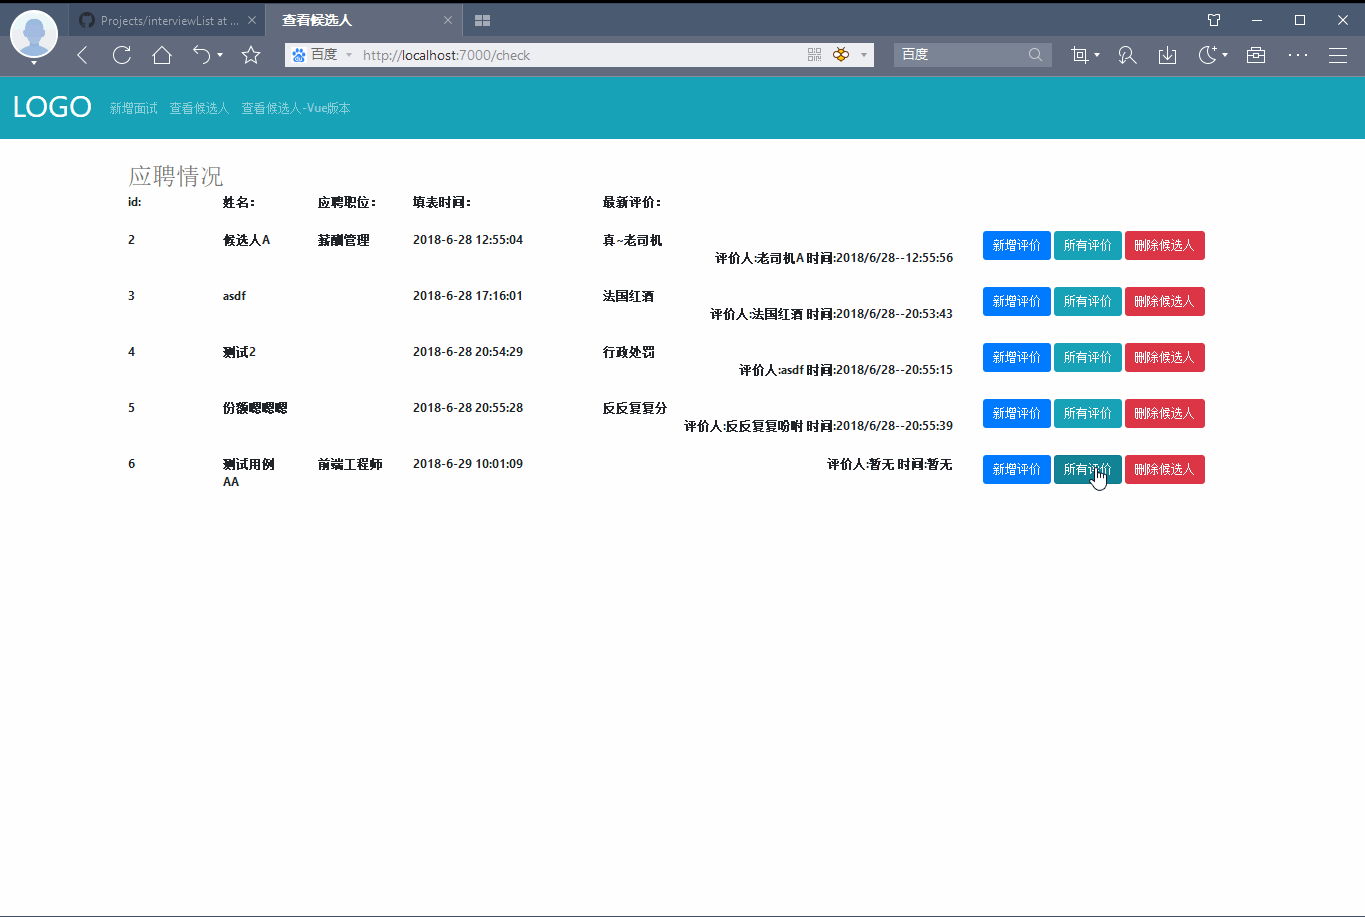 Projects/interviewList at ...
查看候选人
百度
http://localhost:7000/check
百度
LOGO 新增面试 查看候选人 查看候选人-Vue版本
应聘情况
id: 姓名： 应聘职位： 填表时间： 最新评价：
2 候选人A 薪酬管理 2018-6-28 12:55:04 真~老司机
评价人:老司机A 时间:2018/6/28--12:55:56
新增评价 所有评价 删除候选人
3 asdf 2018-6-28 17:16:01 法国红酒
评价人:法国红酒 时间:2018/6/28--20:53:43
新增评价 所有评价 删除候选人
4 测试2 2018-6-28 20:54:29 行政处罚
评价人:asdf 时间:2018/6/28--20:55:15
新增评价 所有评价 删除候选人
5 份额嗯嗯嗯 2018-6-28 20:55:28 反反复复分
评价人:反反复复吩咐 时间:2018/6/28--20:55:39
新增评价 所有评价 删除候选人
6 测试用例 前端工程师 2018-6-29 10:01:09 评价人:暂无 时间:暂无
AA
新增评价 所有评价 删除候选人